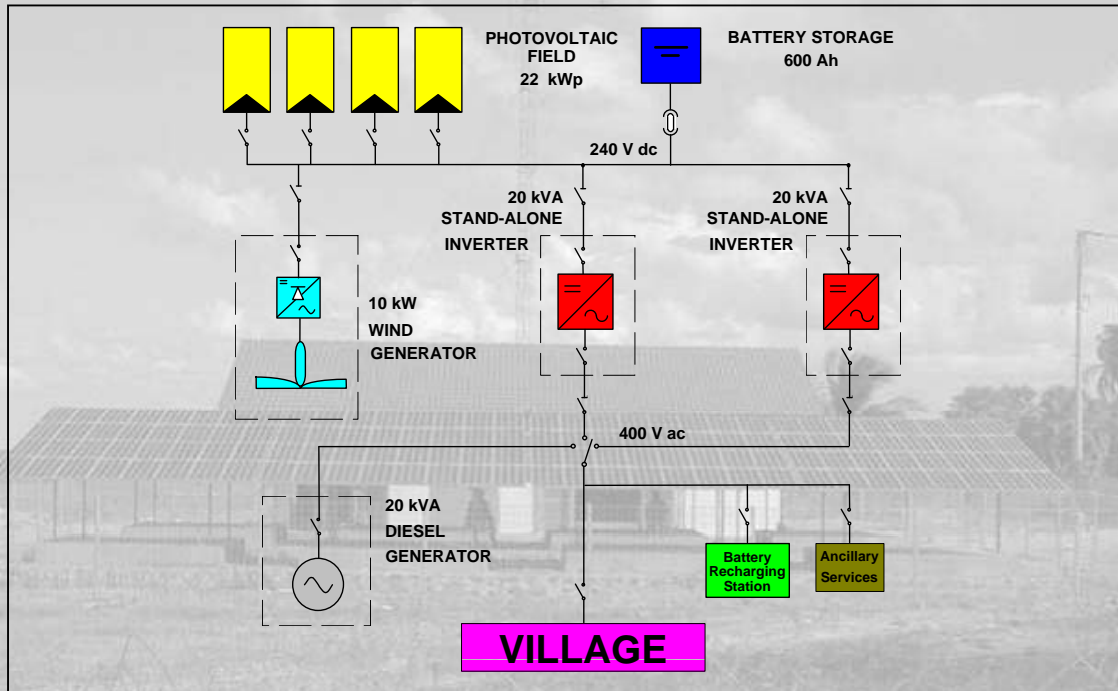 PHOTOVOLTAIC
FIELD
22 kWp
BATTERY STORAGE
600 Ah
240 V dc
20 kVA
STAND-ALONE
INVERTER
20 kVA
STAND-ALONE
INVERTER
10 kW
WIND
GENERATOR
400 V ac
20 kVA
DIESEL
GENERATOR
Battery
Recharging
Station
Ancillary
Services
VILLAGE